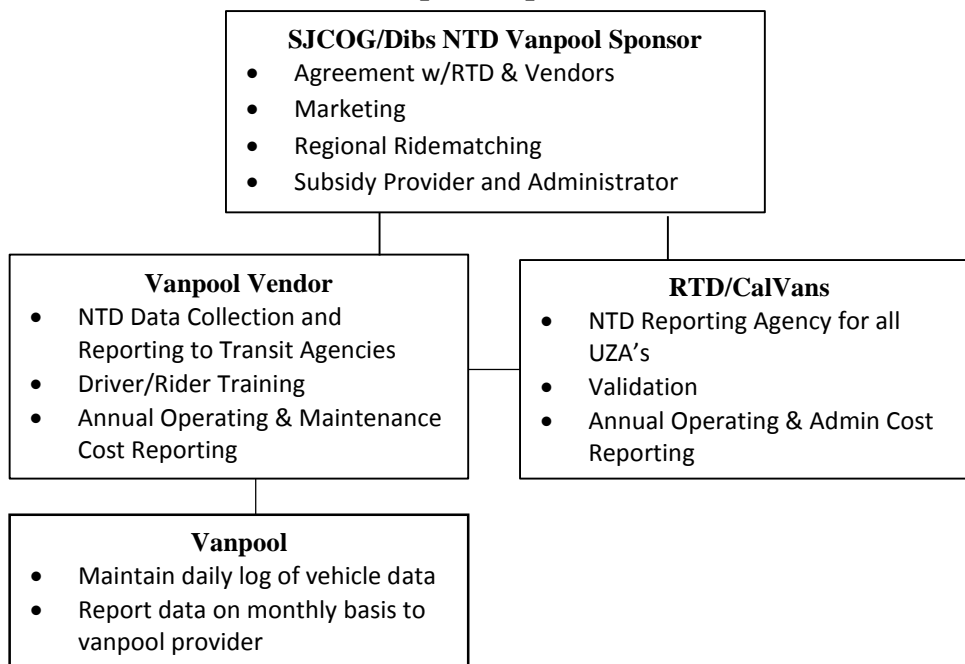 SJCOG/Dibs NTD Vanpool Sponsor
• Agreement w/RTD & Vendors
• Marketing
• Regional Ridematching
• Subsidy Provider and Administrator
Vanpool Vendor
• NTD Data Collection and
Reporting to Transit Agencies
• Driver/Rider Training
• Annual Operating & Maintenance
Cost Reporting
RTD/CalVans
• NTD Reporting Agency for all
UZA’s
• Validation
• Annual Operating & Admin Cost
Reporting
Vanpool
• Maintain daily log of vehicle data
• Report data on monthly basis to
vanpool provider